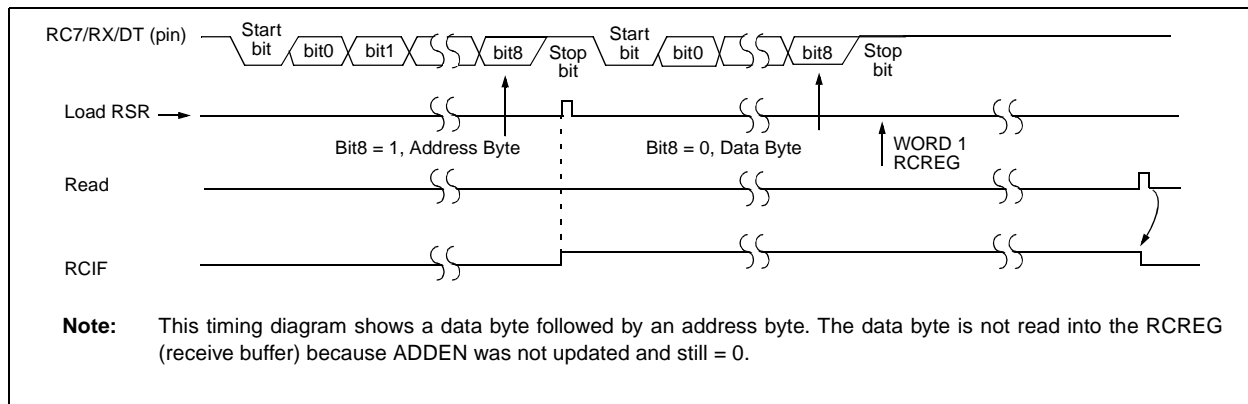 RC7/RX/DT (pin)
Start
bit
bit0
bit1
bit8
Stop
bit
Start
bit
bit0
bit8
Stop
bit
Load RSR
Bit8 = 1, Address Byte
Bit8 = 0, Data Byte
WORD 1
RCREG
Read
RCIF
Note: This timing diagram shows a data byte followed by an address byte. The data byte is not read into the RCREG
(receive buffer) because ADDEN was not updated and still = 0.